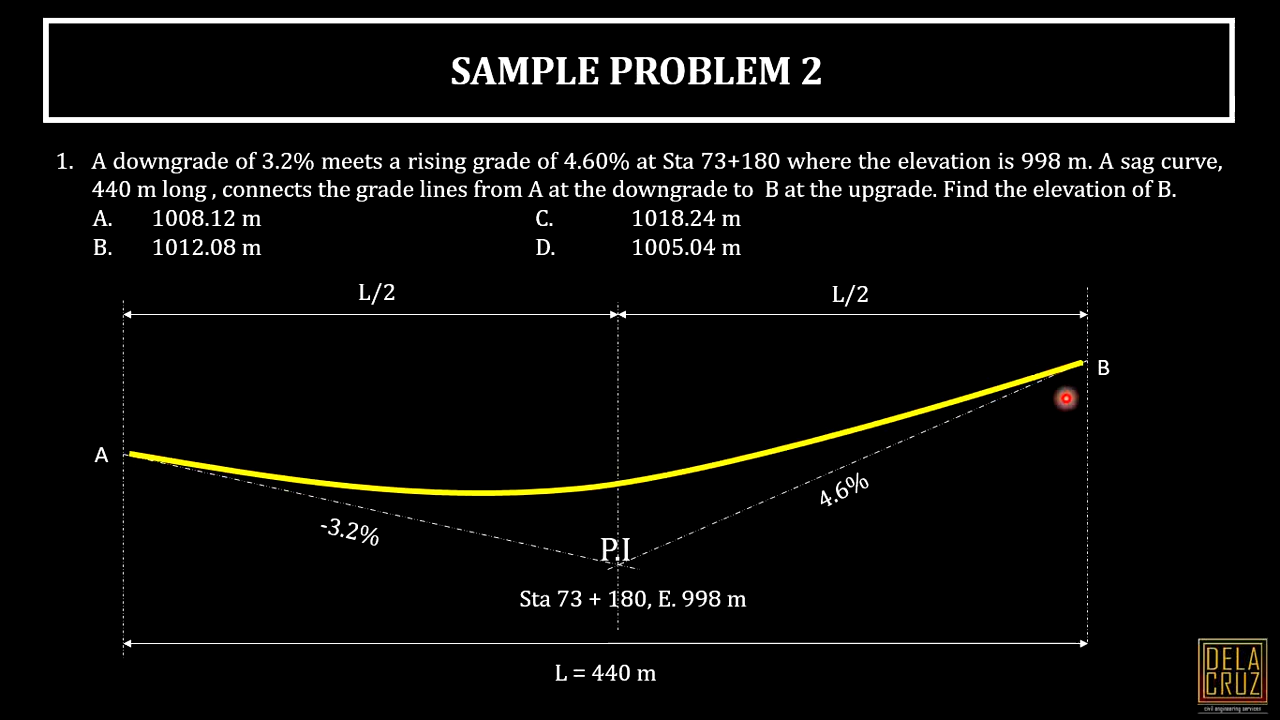 SAMPLE PROBLEM 2
1. A downgrade of 3.2% meets a rising grade of 4.60% at Sta 73+180 where the elevation is 998 m. A sag curve,
440 m long , connects the grade lines from A at the downgrade to B at the upgrade. Find the elevation of B.
A. 1008.12 m C. 1018.24 m
B. 1012.08 m D. 1005.04 m
L/2 L/2
B
A
4.6%
-3.2%
P.I
Sta 73 + 180, E. 998 m
L = 440 m
DELA
CRUZ
civil engineering services